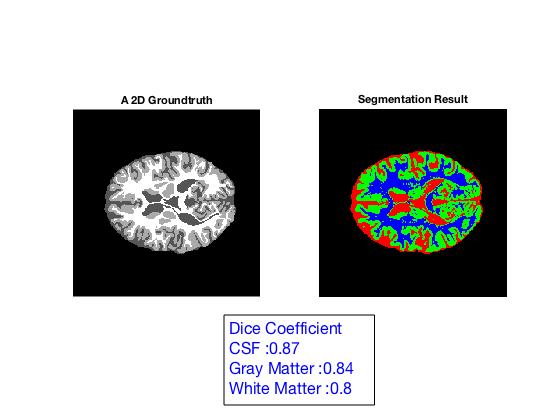 A 2D Groundtruth
Segmentation Result
Dice Coefficient
CSF :0.87
Gray Matter :0.84
White Matter :0.8